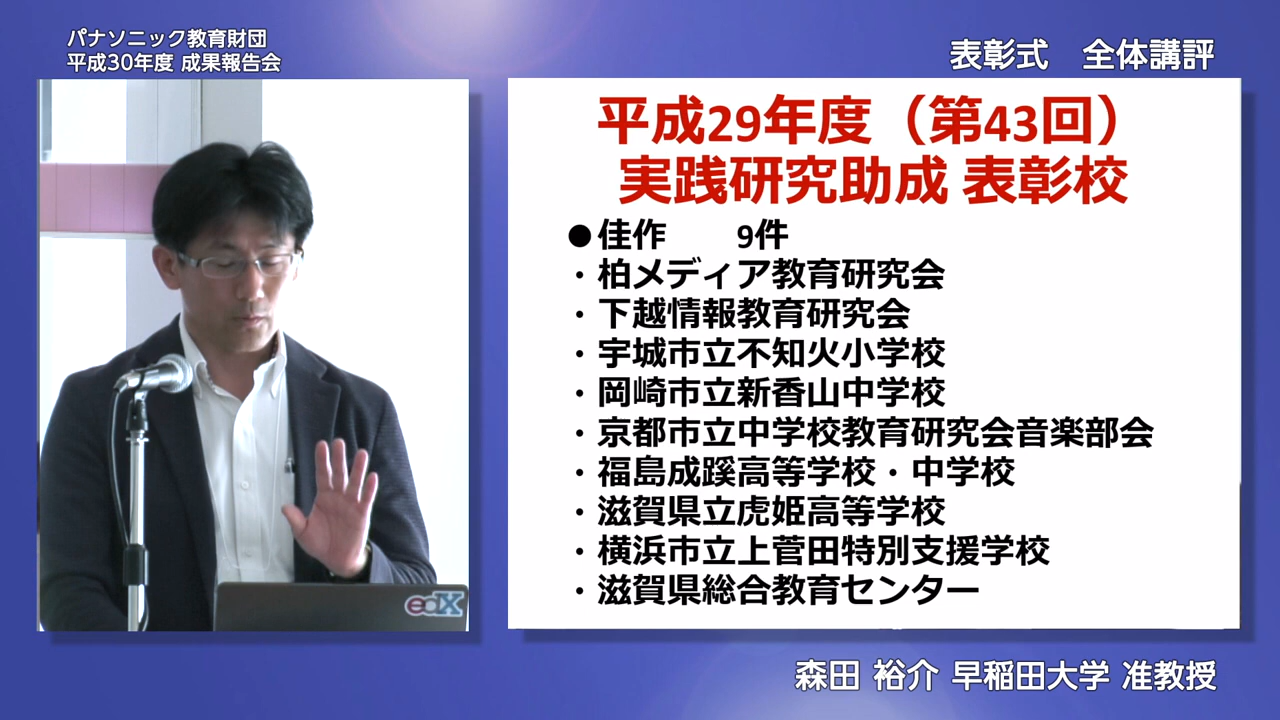 パナソニック教育財団
平成30年度 成果報告会
表彰式　全体講評
平成29年度（第43回）
実践研究助成 表彰校
●佳作　　9件
・柏メディア教育研究会
・下越情報教育研究会
・宇城市立不知火小学校
・岡崎市立新香山中学校
・京都市立中学校教育研究会音楽部会
・福島成蹊高等学校・中学校
・滋賀県立虎姫高等学校
・横浜市立上菅田特別支援学校
・滋賀県総合教育センター
edX
森田 裕介 早稲田大学 准教授